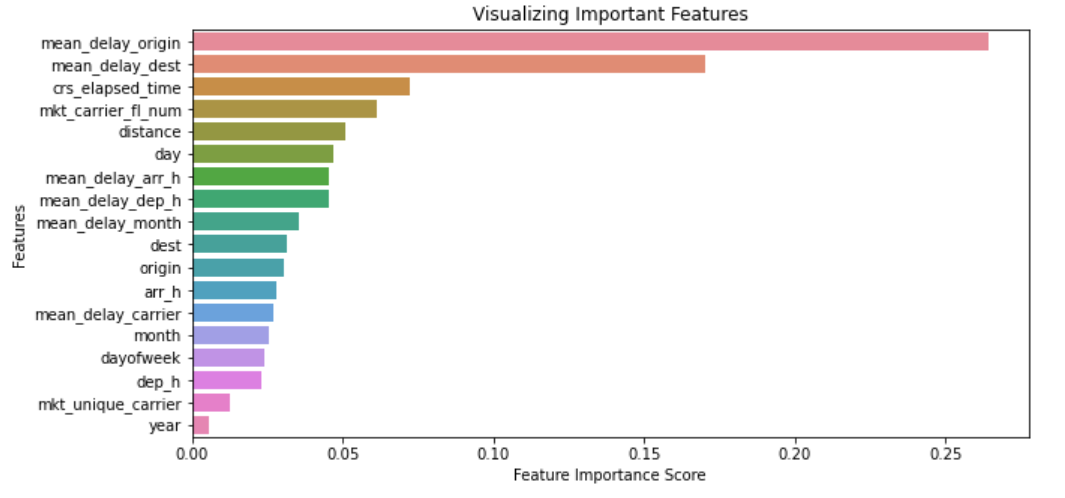 Visualizing Important Features
mean_delay_origin
mean_delay_dest
crs_elapsed_time
mkt_carrier_fl_num
distance
day
mean_delay_arr_h
mean_delay_dep_h
mean_delay_month
dest
origin
arr_h
mean_delay_carrier
month
dayofweek
dep_h
mkt_unique_carrier
year
Features
0.00 0.05 0.10 0.15 0.20 0.25
Feature Importance Score